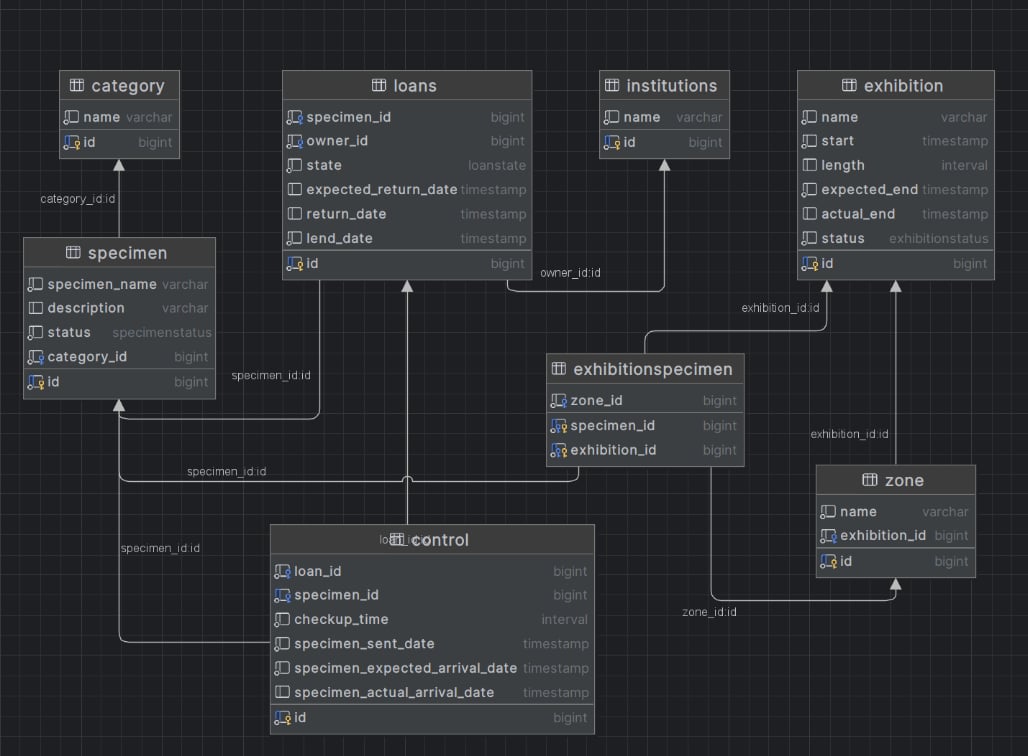 category
name varchar
id bigint
loans
specimen_id bigint
owner_id bigint
state loanstate
expected_return_date timestamp
return_date timestamp
lend_date timestamp
id bigint
institutions
name varchar
id bigint
exhibition
name varchar
start timestamp
length interval
expected_end timestamp
actual_end timestamp
status exhibitionstatus
id bigint
category_id:id
specimen
specimen_name varchar
description varchar
status specimenstatus
category_id bigint
id bigint
owner_id:id
exhibition_id:id
specimen_id:id
exhibitionspecimen
zone_id bigint
specimen_id bigint
exhibition_id bigint
exhibition_id:id
specimen_id:id
zone
name varchar
exhibition_id bigint
id bigint
specimen_id:id
control
loan_id bigint
specimen_id bigint
checkup_time interval
specimen_sent_date timestamp
specimen_expected_arrival_date timestamp
specimen_actual_arrival_date timestamp
id bigint
zone_id:id